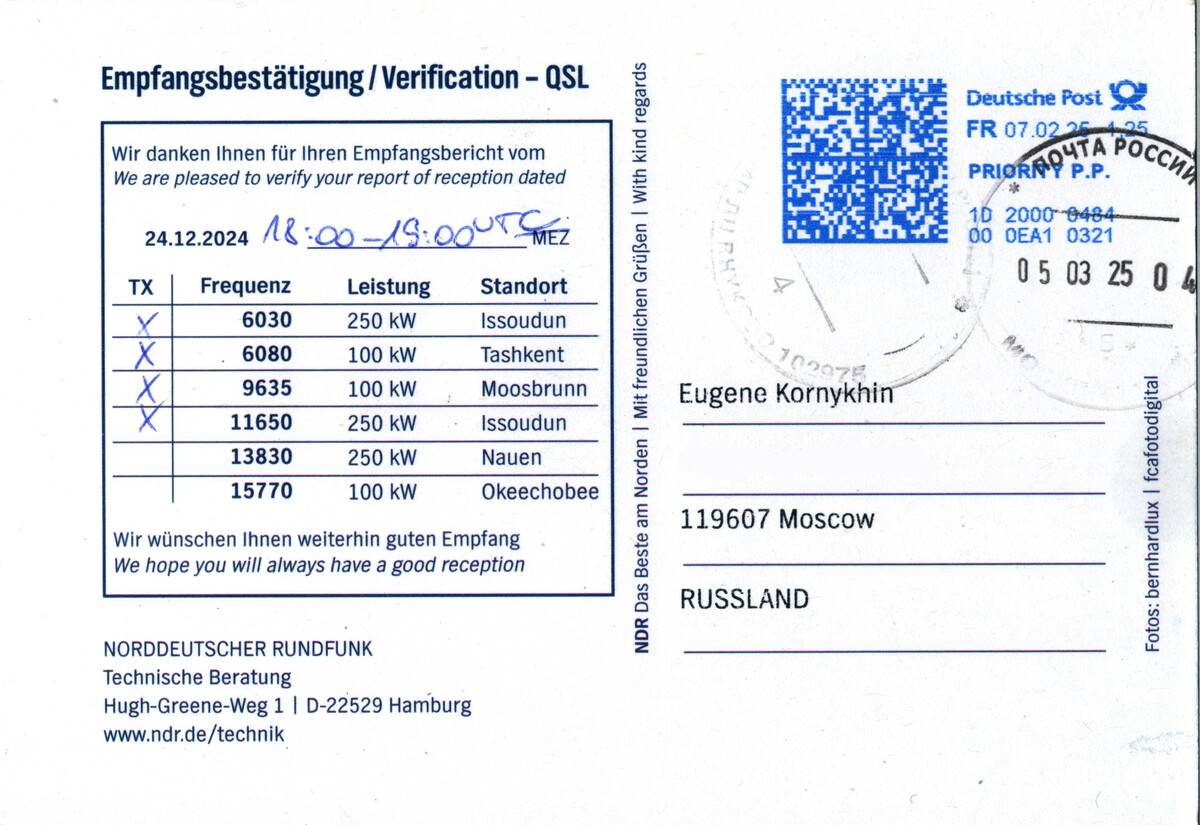 Empfangsbestätigung / Verification – QSL
Wir danken Ihnen für Ihren Empfangsbericht vom
We are pleased to verify your report of reception dated
24.12.2024 18:00–19:00 UTC MEZ
TX Frequenz Leistung Standort
X 6030 250 kW Issoudun
X 6080 100 kW Tashkent
X 9635 100 kW Moosbrunn
X 11650 250 kW Issoudun
13830 250 kW Nauen
15770 100 kW Okeechobee
Wir wünschen Ihnen weiterhin guten Empfang
We hope you will always have a good reception
NORDDEUTSCHER RUNDFUNK
Technische Beratung
Hugh-Greene-Weg 1 | D-22529 Hamburg
www.ndr.de/technik
NDR Das Beste am Norden | Mit freundlichen Grüßen | With kind regards
Deutsche Post
FR 07.02.25 1,25
PRIORITY P.P.
1D 2000 0484
00 0EA1 0321
ПОЧТА РОССИИ
05 03 25 04
102975
Eugene Kornykhin
119607 Moscow
RUSSLAND
Fotos: bernhardlux | fcafotodigital